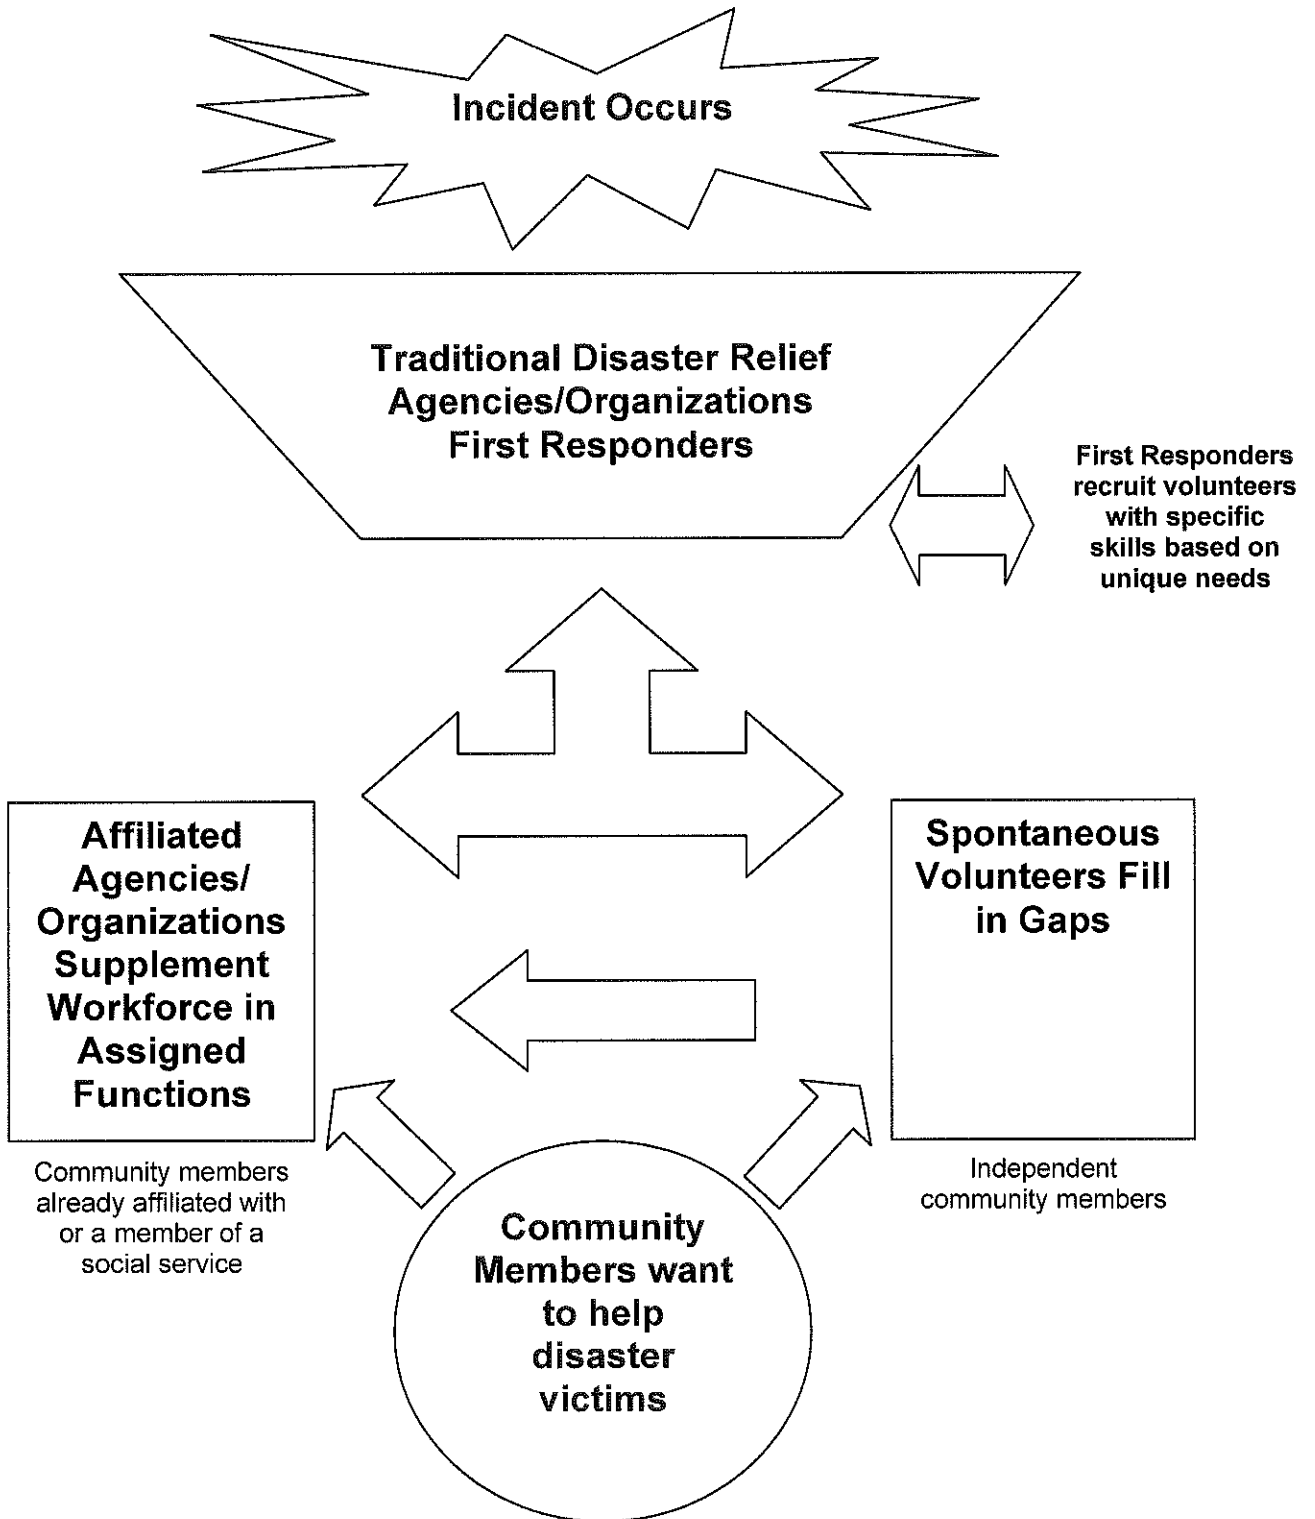 Incident Occurs
Traditional Disaster Relief
Agencies/Organizations
First Responders
First Responders
recruit volunteers
with specific
skills based on
unique needs
Affiliated
Agencies/
Organizations
Supplement
Workforce in
Assigned
Functions
Community members
already affiliated with
or a member of a
social service
Spontaneous
Volunteers Fill
in Gaps
Independent
community members
Community
Members want
to help
disaster
victims